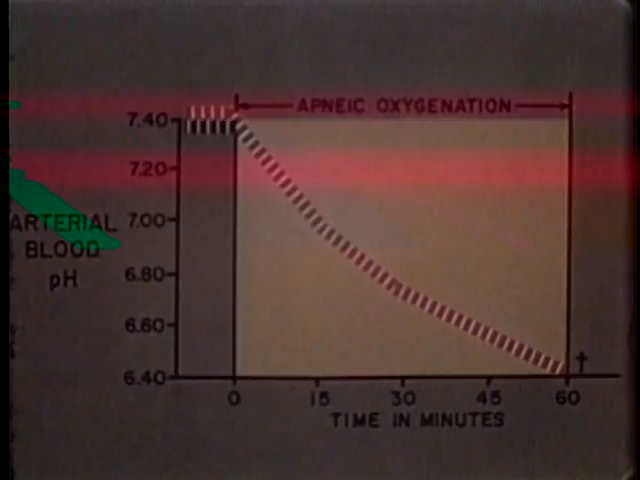 APNEIC OXYGENATION
7.40
7.20
7.00
6.80
6.60
6.40
ARTERIAL
BLOOD
pH
0 15 30 45 60
TIME IN MINUTES
†